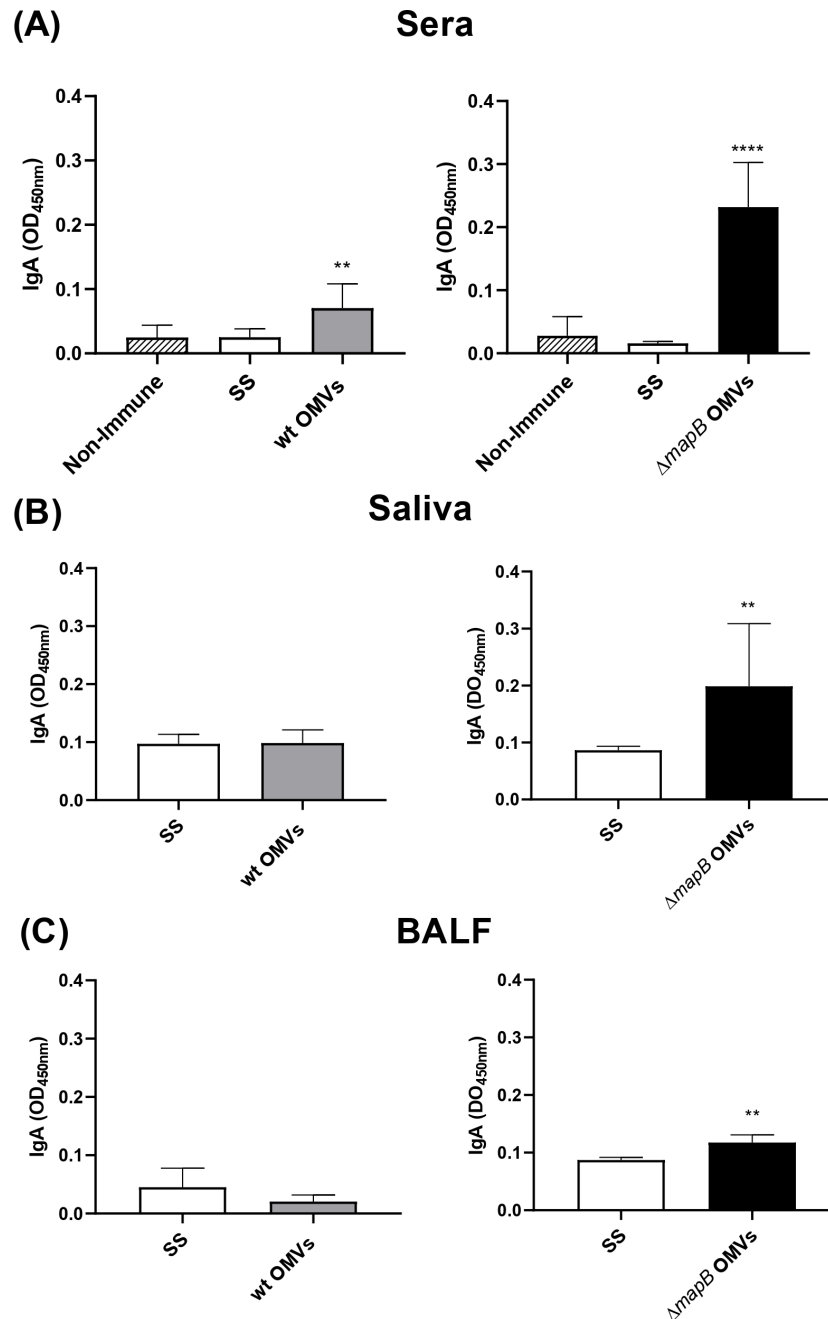 (A) Sera
IgA (OD450nm)
0.4
0.3
0.2
0.1
0.0
**
Non-Immune
SS
wt OMVs
IgA (OD450nm)
0.4
0.3
0.2
0.1
0.0
****
Non-Immune
SS
ΔmapB OMVs
(B) Saliva
IgA (OD450nm)
0.4
0.3
0.2
0.1
0.0
SS
wt OMVs
IgA (DO450nm)
0.4
0.3
0.2
0.1
0.0
**
SS
ΔmapB OMVs
(C) BALF
IgA (OD450nm)
0.4
0.3
0.2
0.1
0.0
SS
wt OMVs
IgA (DO450nm)
0.4
0.3
0.2
0.1
0.0
**
SS
ΔmapB OMVs